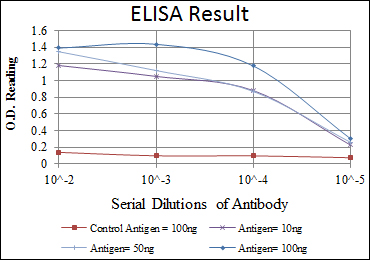 ELISA Result
O.D. Reading
1.6
1.4
1.2
1
0.8
0.6
0.4
0.2
0
10^-2 10^-3 10^-4 10^-5
Serial Dilutions of Antibody
Control Antigen = 100ng Antigen= 10ng
Antigen= 50ng Antigen= 100ng